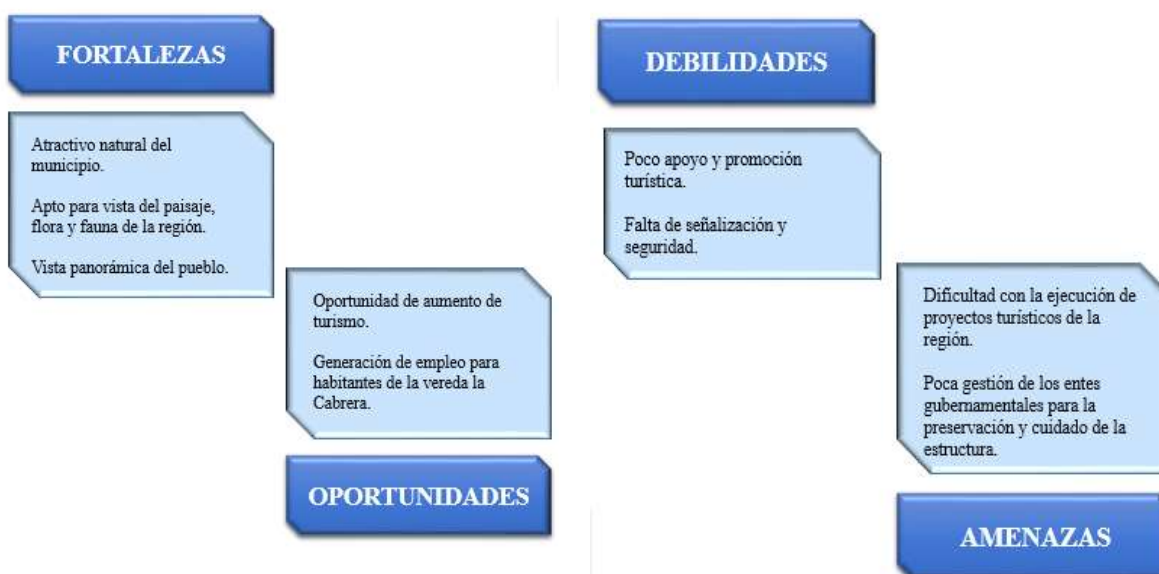 FORTALEZAS
Atractivo natural del
municipio.
Apto para vista del paisaje,
flora y fauna de la región.
Vista panorámica del pueblo.
Oportunidad de aumento de
turismo.
Generación de empleo para
habitantes de la vereda la
Cabrera.
OPORTUNIDADES
DEBILIDADES
Poco apoyo y promoción
turística.
Falta de señalización y
seguridad.
Dificultad con la ejecución de
proyectos turísticos de la
región.
Poca gestión de los entes
gubernamentales para la
preservación y cuidado de la
estructura.
AMENAZAS